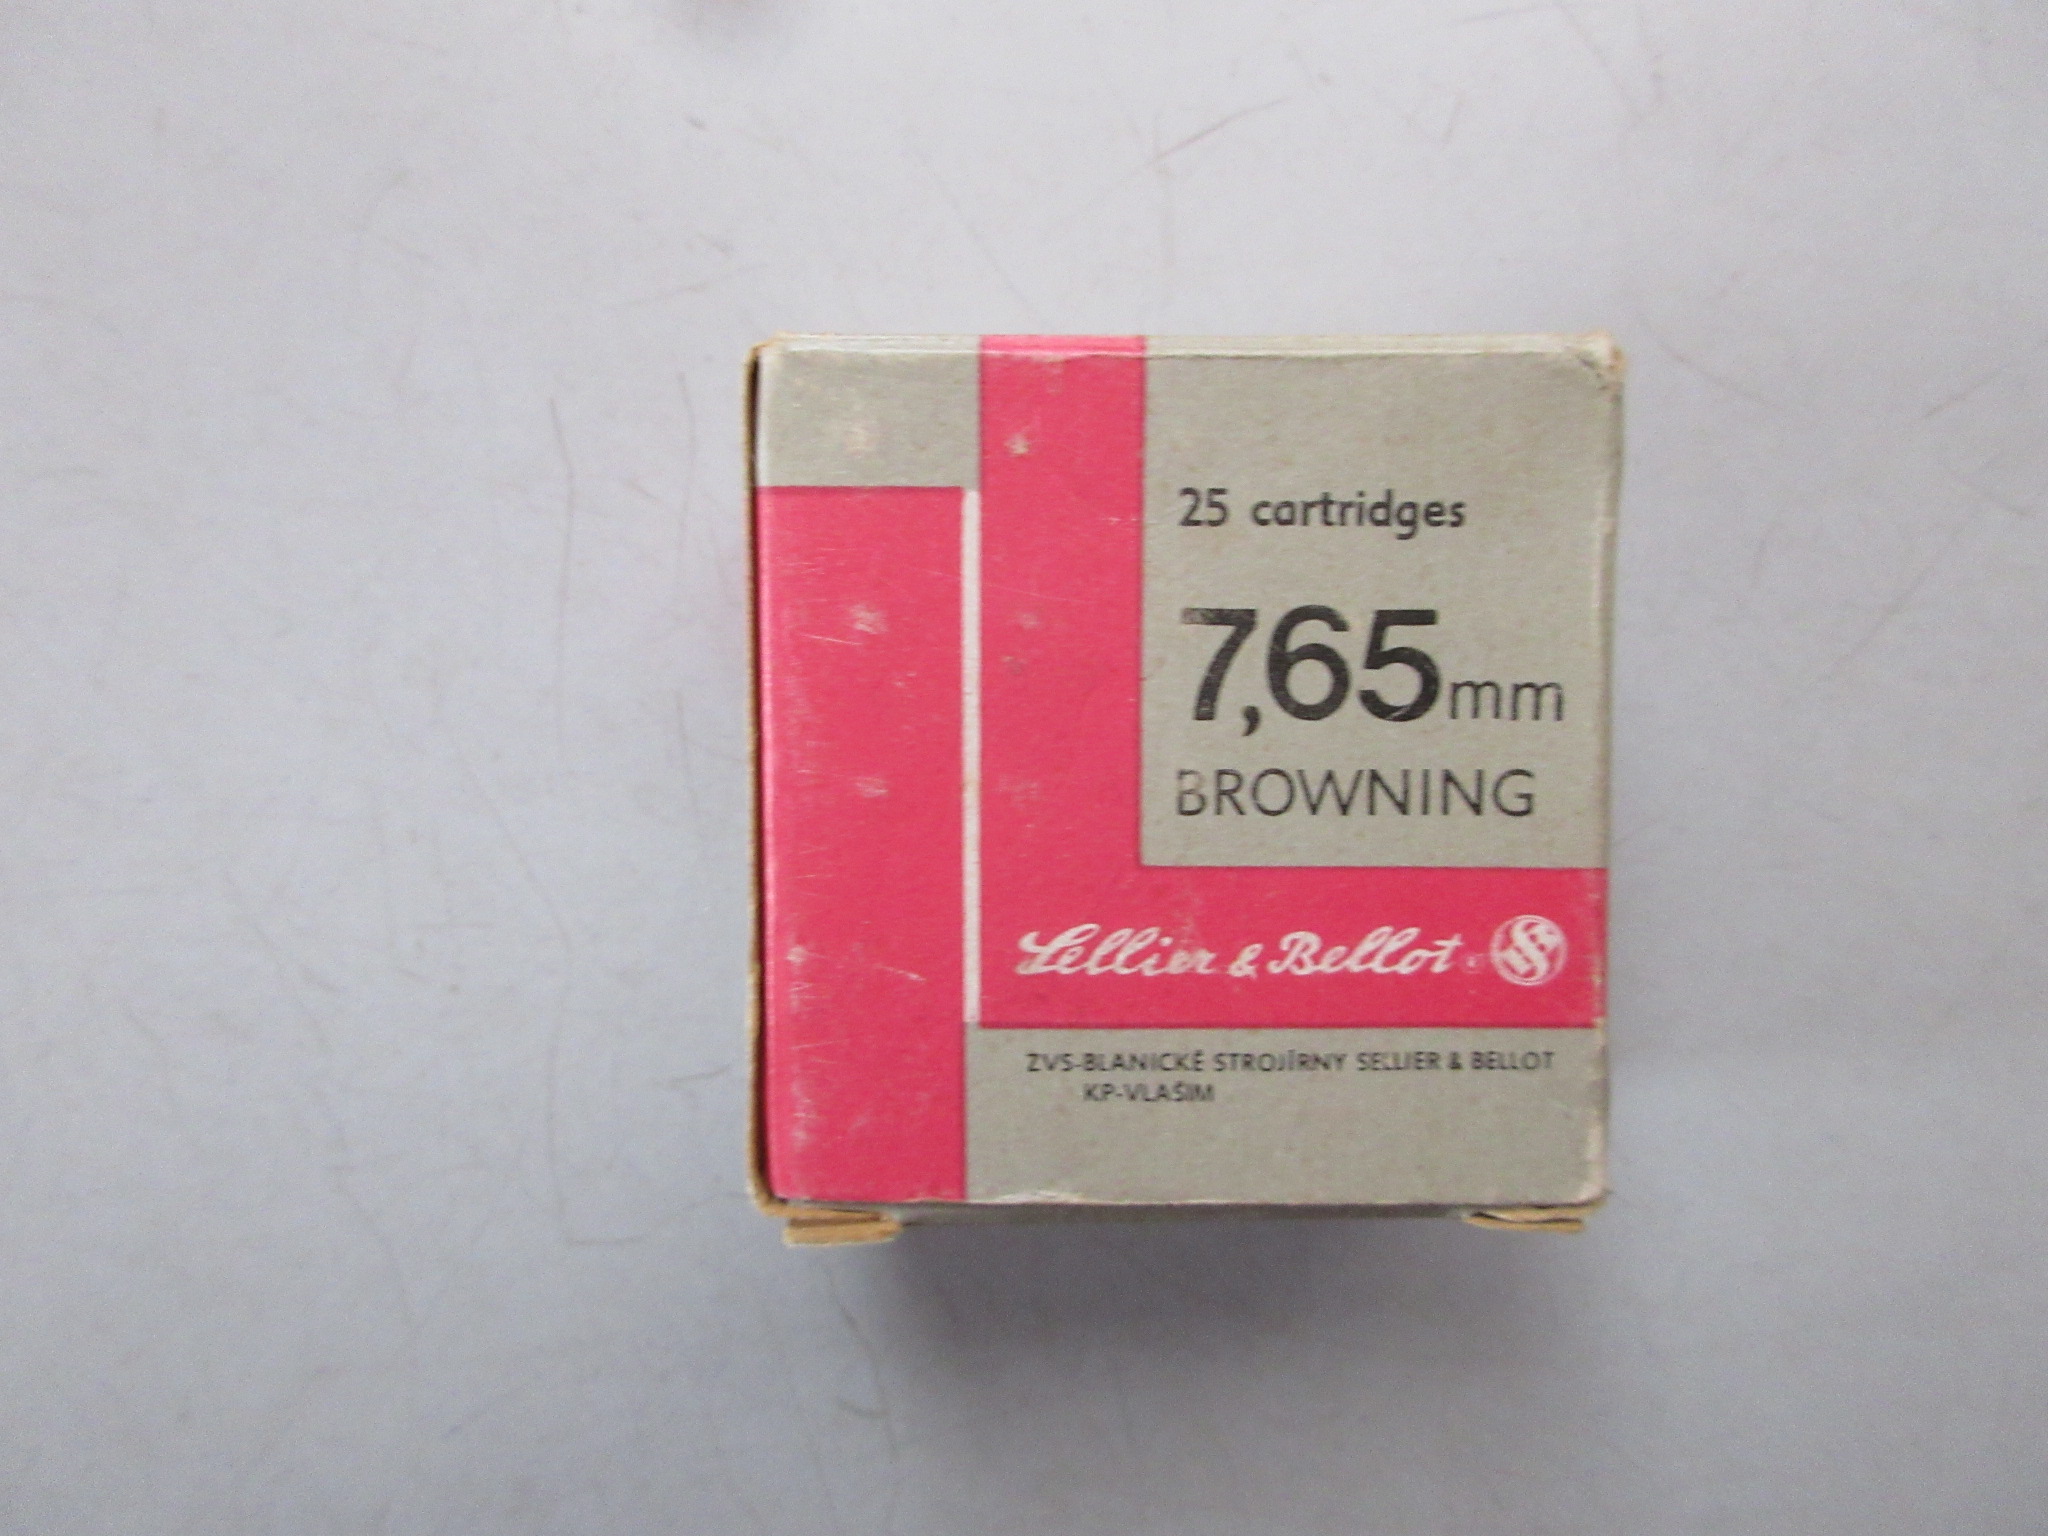 25 cartridges
7,65mm
BROWNING
Sellier & Bellot
ZVS-BLANICKÉ STROJÍRNY SELLIER & BELLOT
KP-VLAŠIM